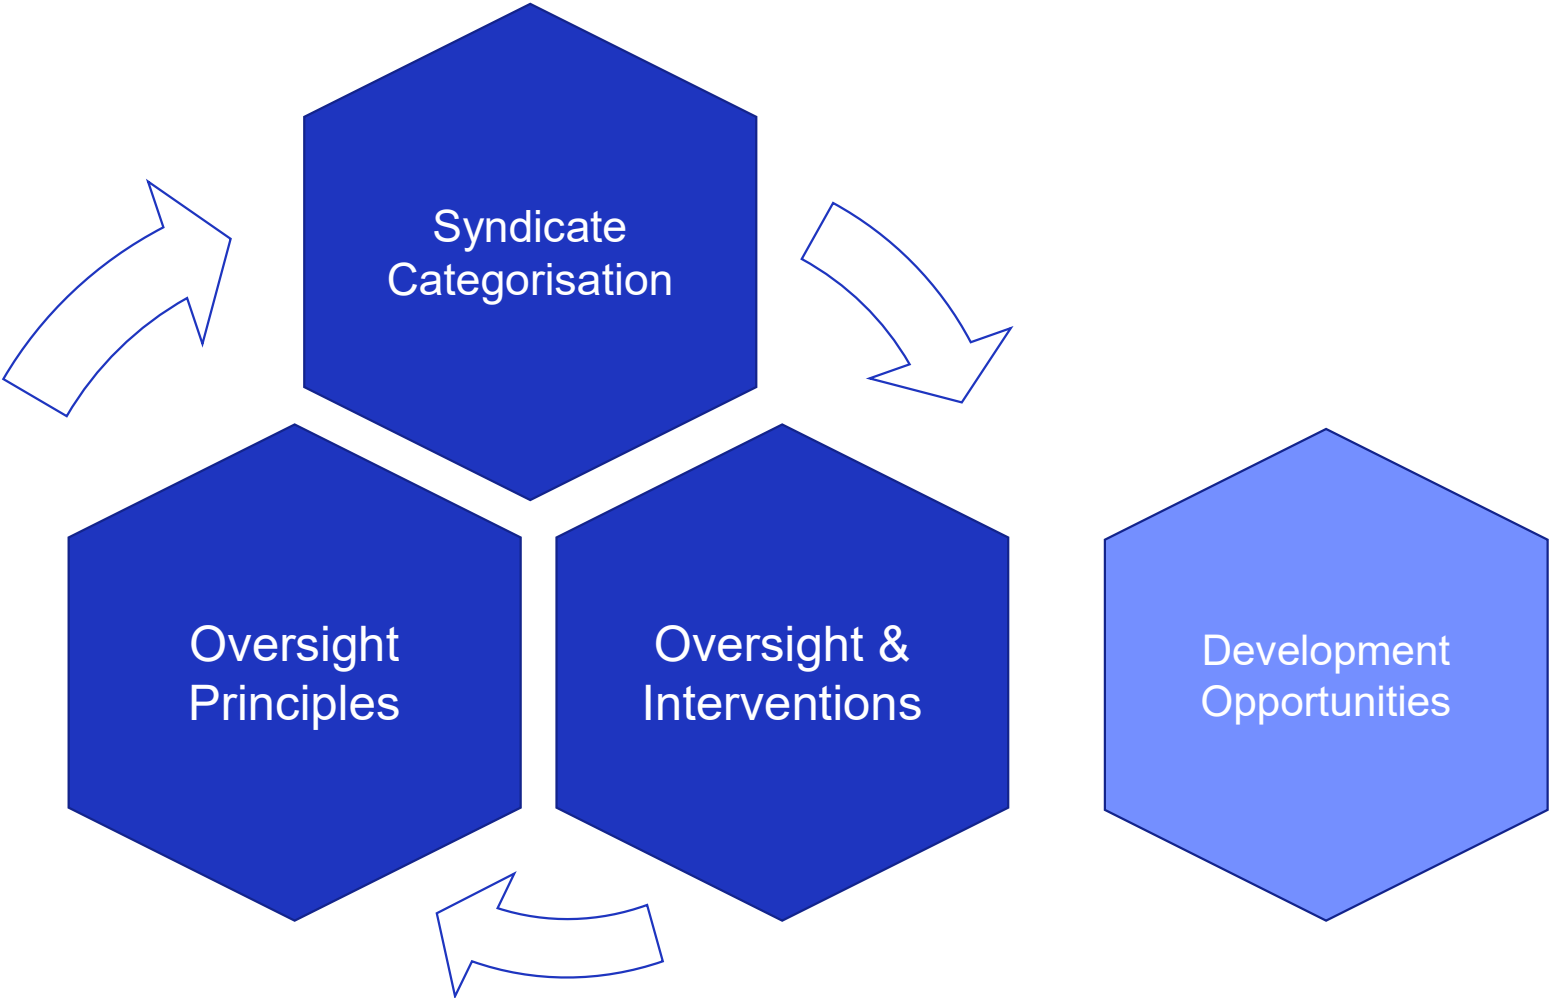 Syndicate
Categorisation
Oversight
Principles
Oversight &
Interventions
Development
Opportunities